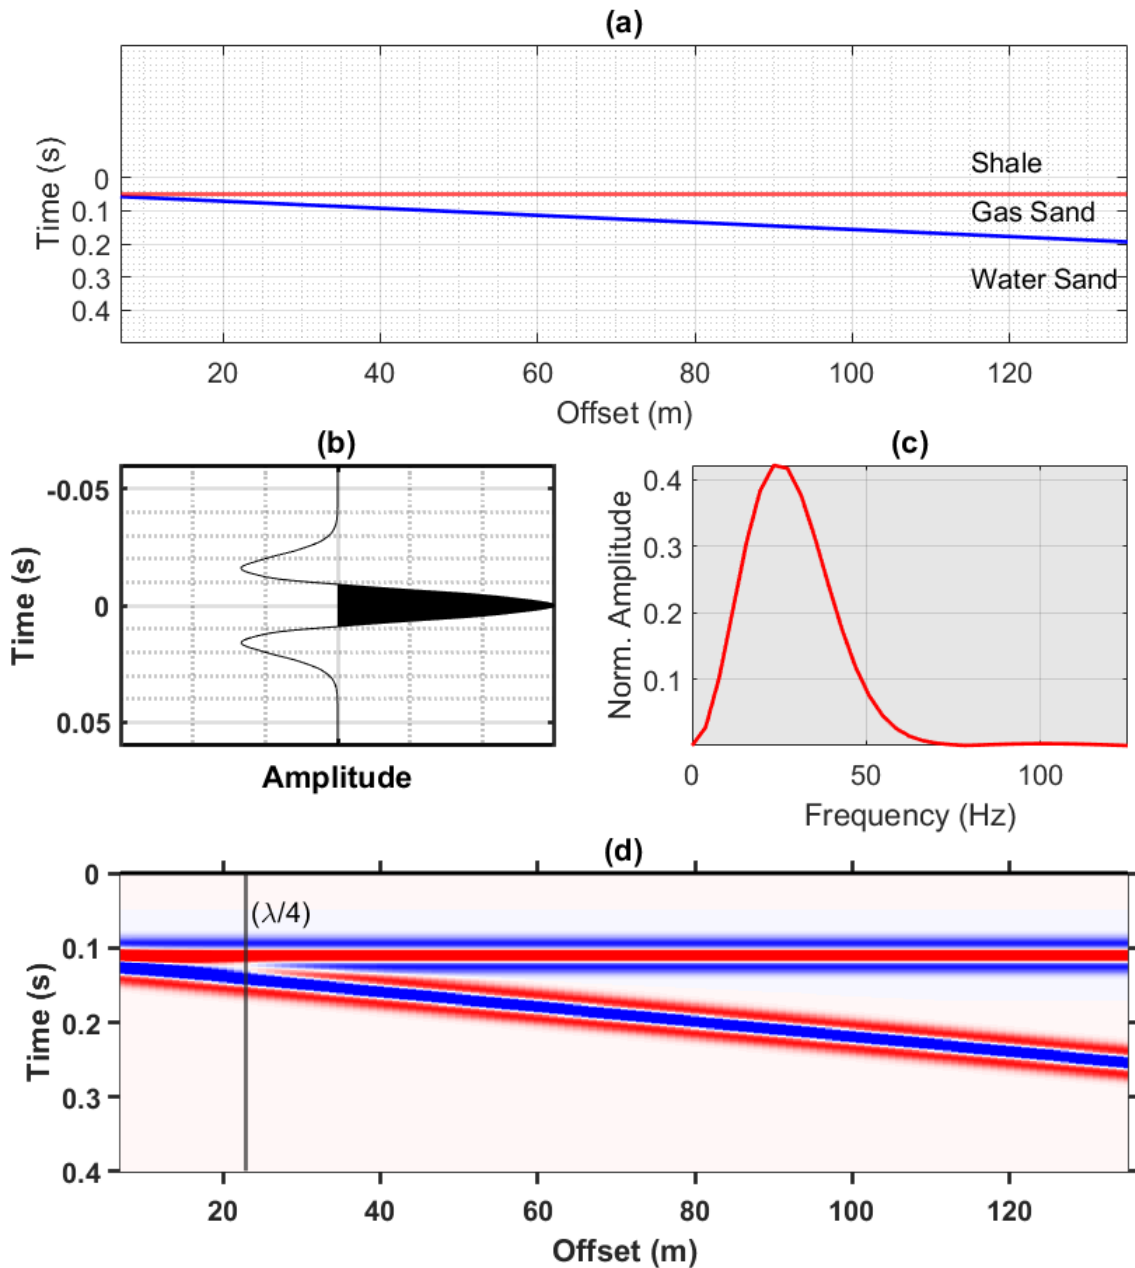 (a)
Time (s)
0
0.1
0.2
0.3
0.4
Shale
Gas Sand
Water Sand
20 40 60 80 100 120
Offset (m)
(b)
Time (s)
-0.05
0
0.05
Amplitude
(c)
Norm. Amplitude
0.4
0.3
0.2
0.1
0 50 100
Frequency (Hz)
(d)
Time (s)
0
0.1
0.2
0.3
0.4
(λ/4)
20 40 60 80 100 120
Offset (m)